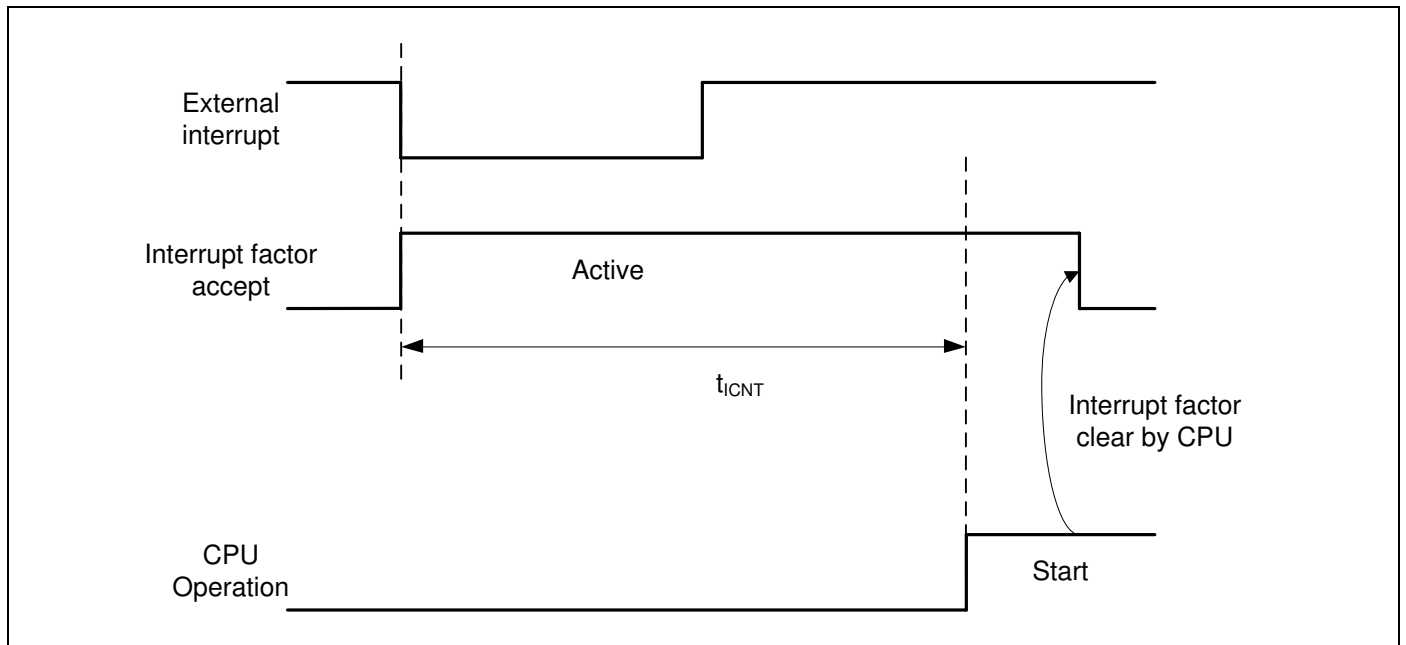 External
interrupt
Interrupt factor
accept
Active
tICNT
Interrupt factor
clear by CPU
CPU
Operation
Start